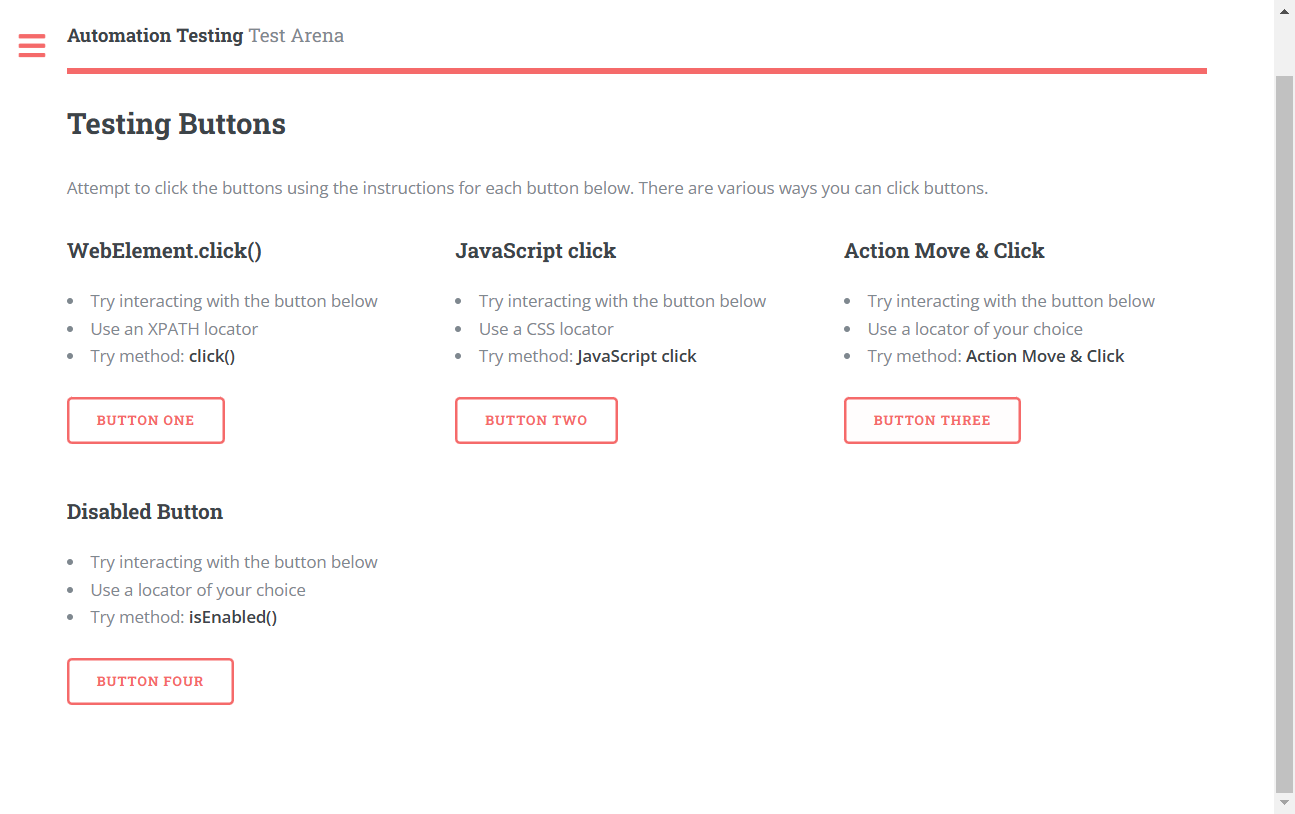 Automation Testing Test Arena
Testing Buttons
Attempt to click the buttons using the instructions for each button below. There are various ways you can click buttons.
WebElement.click()
Try interacting with the button below
Use an XPATH locator
Try method: click()
BUTTON ONE
JavaScript click
Try interacting with the button below
Use a CSS locator
Try method: JavaScript click
BUTTON TWO
Action Move & Click
Try interacting with the button below
Use a locator of your choice
Try method: Action Move & Click
BUTTON THREE
Disabled Button
Try interacting with the button below
Use a locator of your choice
Try method: isEnabled()
BUTTON FOUR